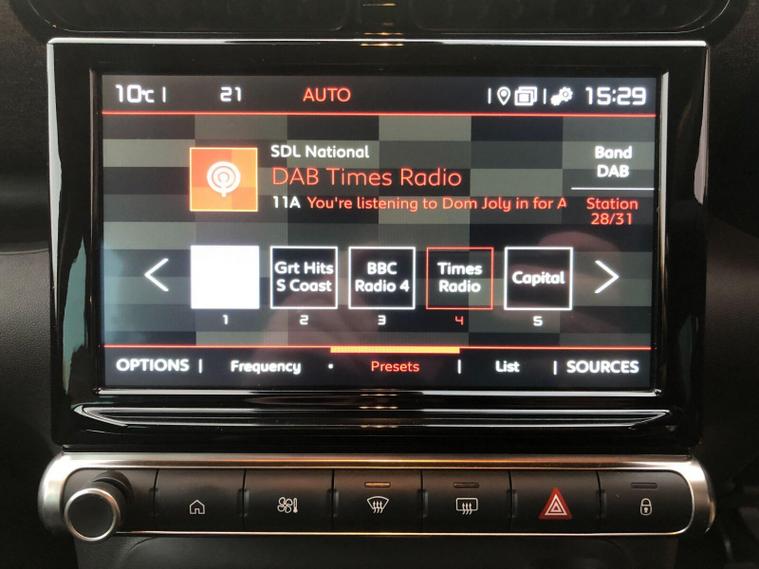 10°C | 21 AUTO 15:29
SDL National
DAB Times Radio
11A You're listening to Dom Joly in for A
Band
DAB
Station
28/31
Grt Hits
S Coast
BBC
Radio 4
Times
Radio
Capital
1 2 3 4 5
OPTIONS | Frequency • Presets | List | SOURCES